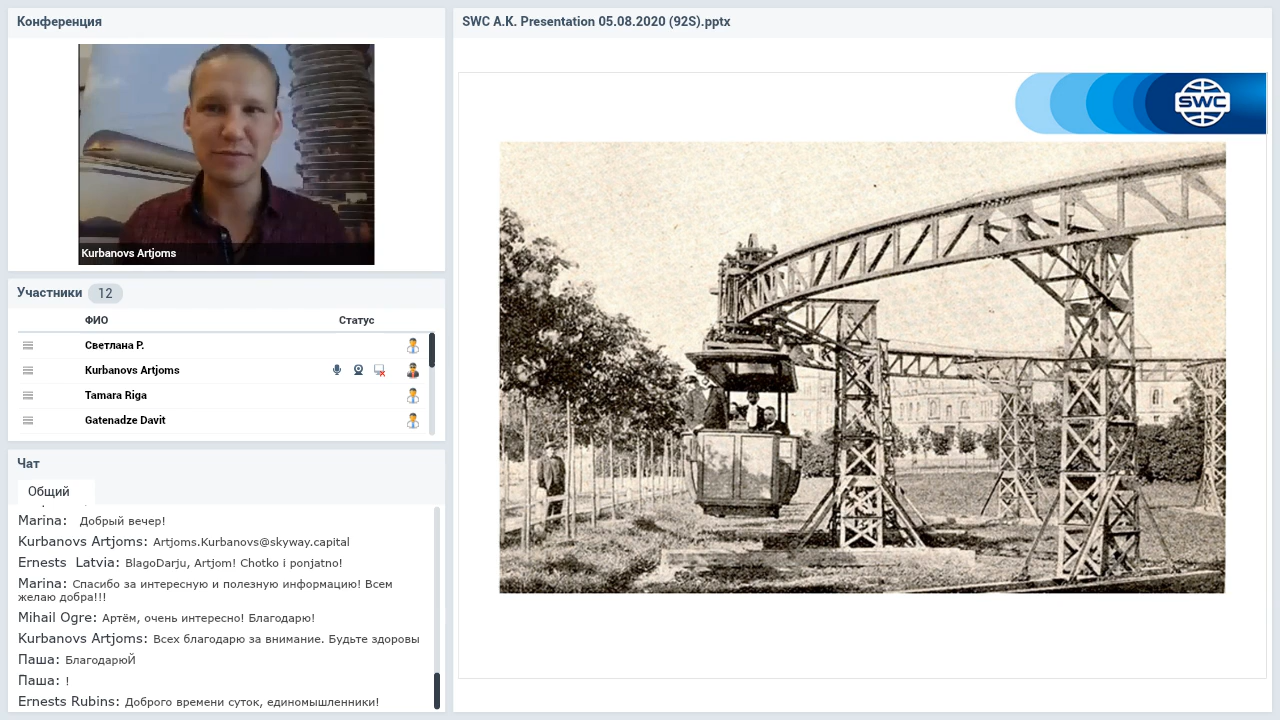 Конференция
Kurbanovs Artjoms
Участники 12
ФИО Статус
Светлана Р.
Kurbanovs Artjoms
Tamara Riga
Gatenadze Davit
Чат
Общий
Marina: Добрый вечер!
Kurbanovs Artjoms: Artjoms.Kurbanovs@skyway.capital
Ernests Latvia: BlagoDarju, Artjom! Chotko i ponjatno!
Marina: Спасибо за интересную и полезную информацию! Всем
желаю добра!!!
Mihail Ogre: Артём, очень интересно! Благодарю!
Kurbanovs Artjoms: Всех благодарю за внимание. Будьте здоровы
Паша: БлагодарюЙ
Паша: !
Ernests Rubins: Доброго времени суток, единомышленники!
SWC A.K. Presentation 05.08.2020 (92S).pptx
SWC